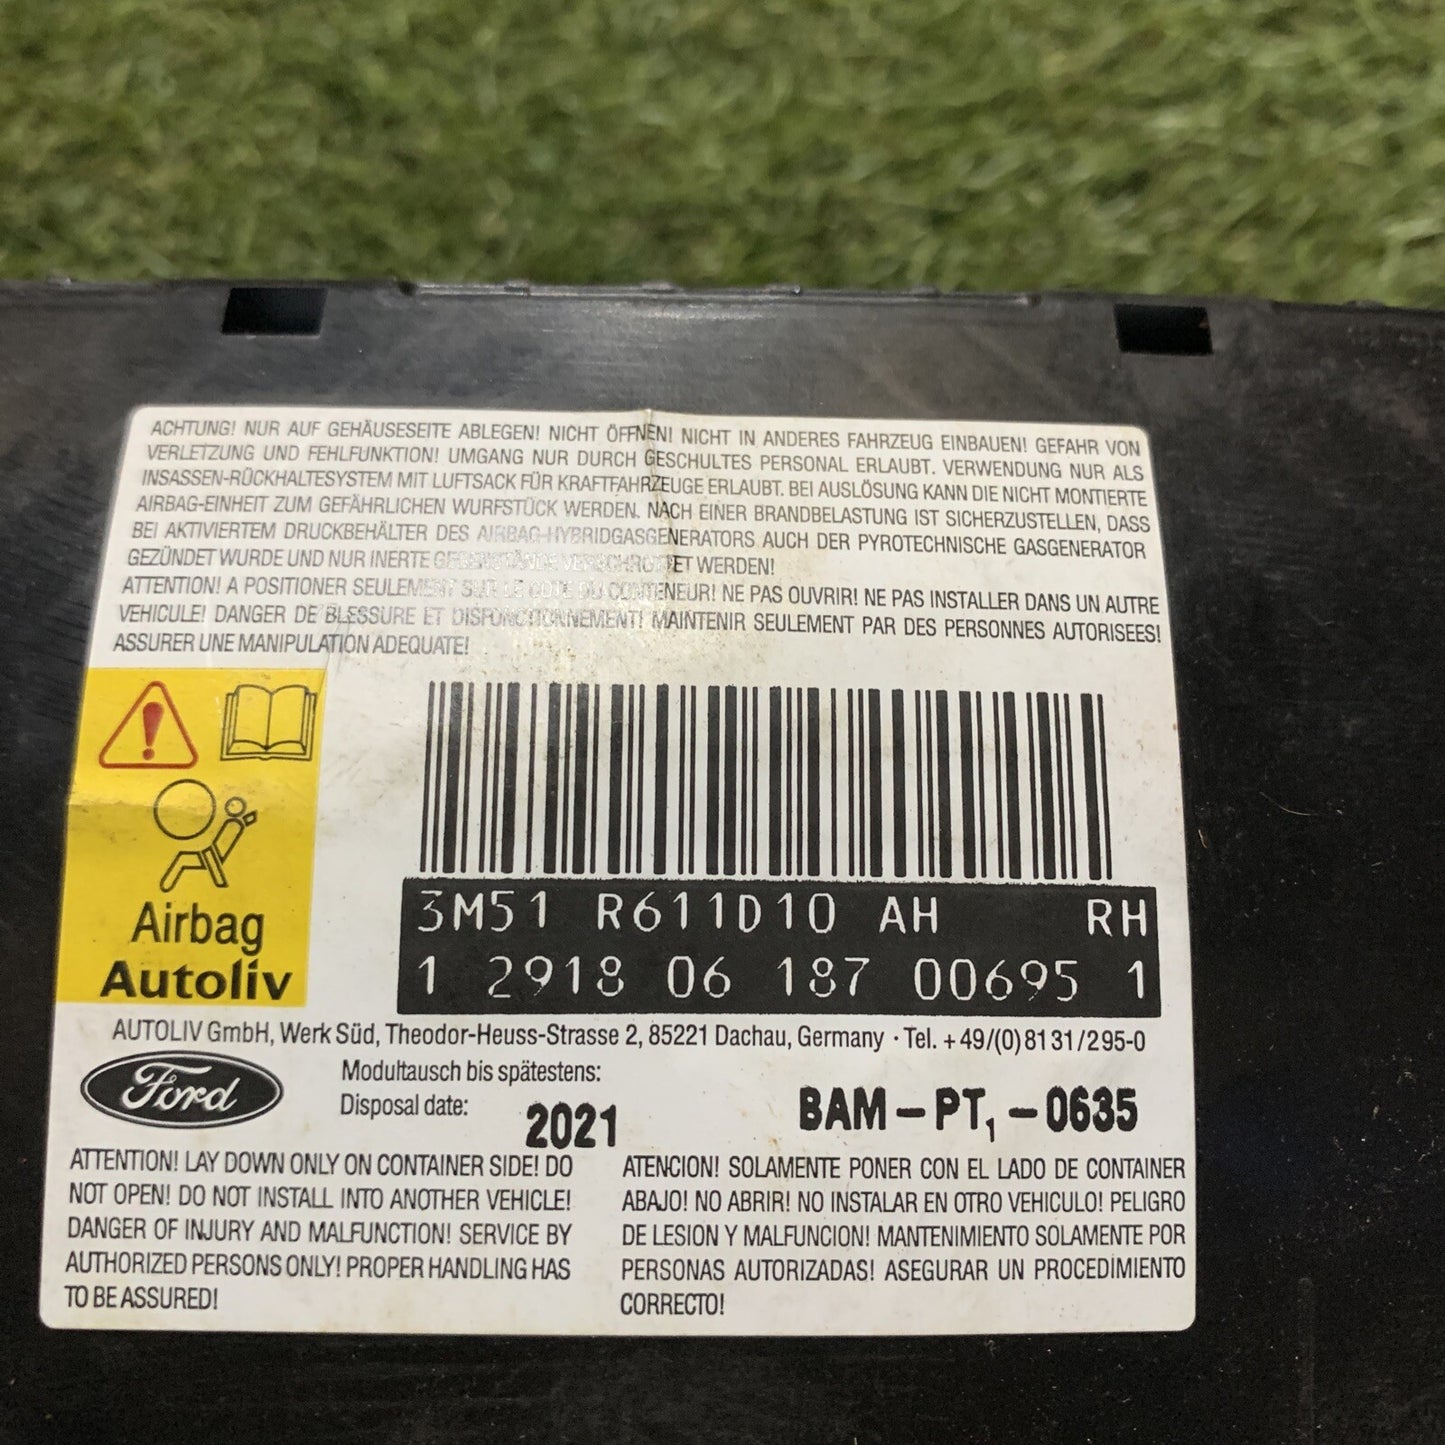 ACHTUNG! NUR AUF GEHÄUSESEITE ABLEGEN! NICHT ÖFFNEN! NICHT IN ANDERES FAHRZEUG EINBAUEN! GEFAHR VON
VERLETZUNG UND FEHLFUNKTION! UMGANG NUR DURCH GESCHULTES PERSONAL ERLAUBT. VERWENDUNG NUR ALS
INSASSEN-RÜCKHALTESYSTEM MIT LUFTSACK FÜR KRAFTFAHRZEUGE ERLAUBT. BEI AUSLÖSUNG KANN DIE NICHT MONTIERTE
AIRBAG-EINHEIT ZUM GEFÄHRLICHEN WURFSTÜCK WERDEN. NACH EINER BRANDBELASTUNG IST SICHERZUSTELLEN, DASS
BEI AKTIVIERTEM DRUCKBEHÄLTER DES AIRBAG-HYBRIDGASGENERATORS AUCH DER PYROTECHNISCHE GASGENERATOR
GEZÜNDET WURDE UND NUR INERTE GEGENSTÄNDE VERSCHROTTET WERDEN!
ATTENTION! A POSITIONER SEULEMENT SUR LE COTE DU CONTENEUR! NE PAS OUVRIR! NE PAS INSTALLER DANS UN AUTRE
VEHICULE! DANGER DE BLESSURE ET DISFONCTIONNEMENT! MAINTENIR SEULEMENT PAR DES PERSONNES AUTORISEES!
ASSURER UNE MANIPULATION ADEQUATE!
Airbag
Autoliv
3M51 R611D10 AH RH
1 2918 06 187 00695 1
AUTOLIV GmbH, Werk Süd, Theodor-Heuss-Strasse 2, 85221 Dachau, Germany · Tel. +49/(0)8131/295-0
Ford
Modultausch bis spätestens:
Disposal date: 2021
BAM-PT1-0635
ATTENTION! LAY DOWN ONLY ON CONTAINER SIDE! DO
NOT OPEN! DO NOT INSTALL INTO ANOTHER VEHICLE!
DANGER OF INJURY AND MALFUNCTION! SERVICE BY
AUTHORIZED PERSONS ONLY! PROPER HANDLING HAS
TO BE ASSURED!
ATENCION! SOLAMENTE PONER CON EL LADO DE CONTAINER
ABAJO! NO ABRIR! NO INSTALAR EN OTRO VEHICULO! PELIGRO
DE LESION Y MALFUNCION! MANTENIMIENTO SOLAMENTE POR
PERSONAS AUTORIZADAS! ASEGURAR UN PROCEDIMIENTO
CORRECTO!